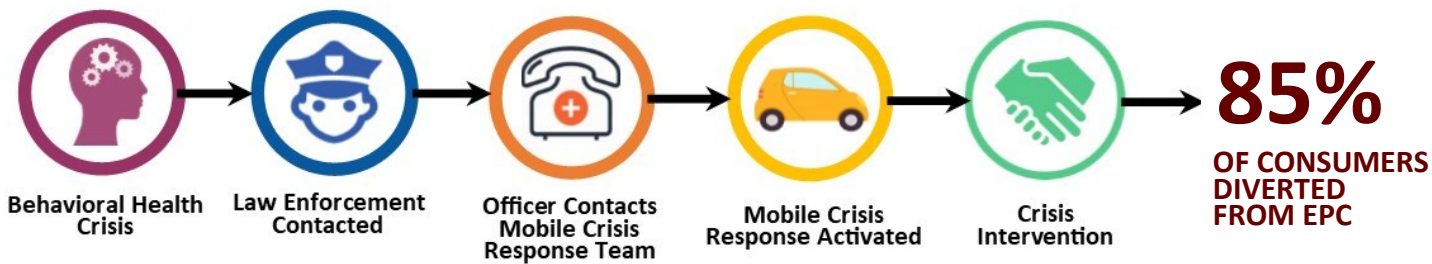 Behavioral Health
Crisis
Law Enforcement
Contacted
Officer Contacts
Mobile Crisis
Response Team
Mobile Crisis
Response Activated
Crisis
Intervention
85%
OF CONSUMERS
DIVERTED
FROM EPC